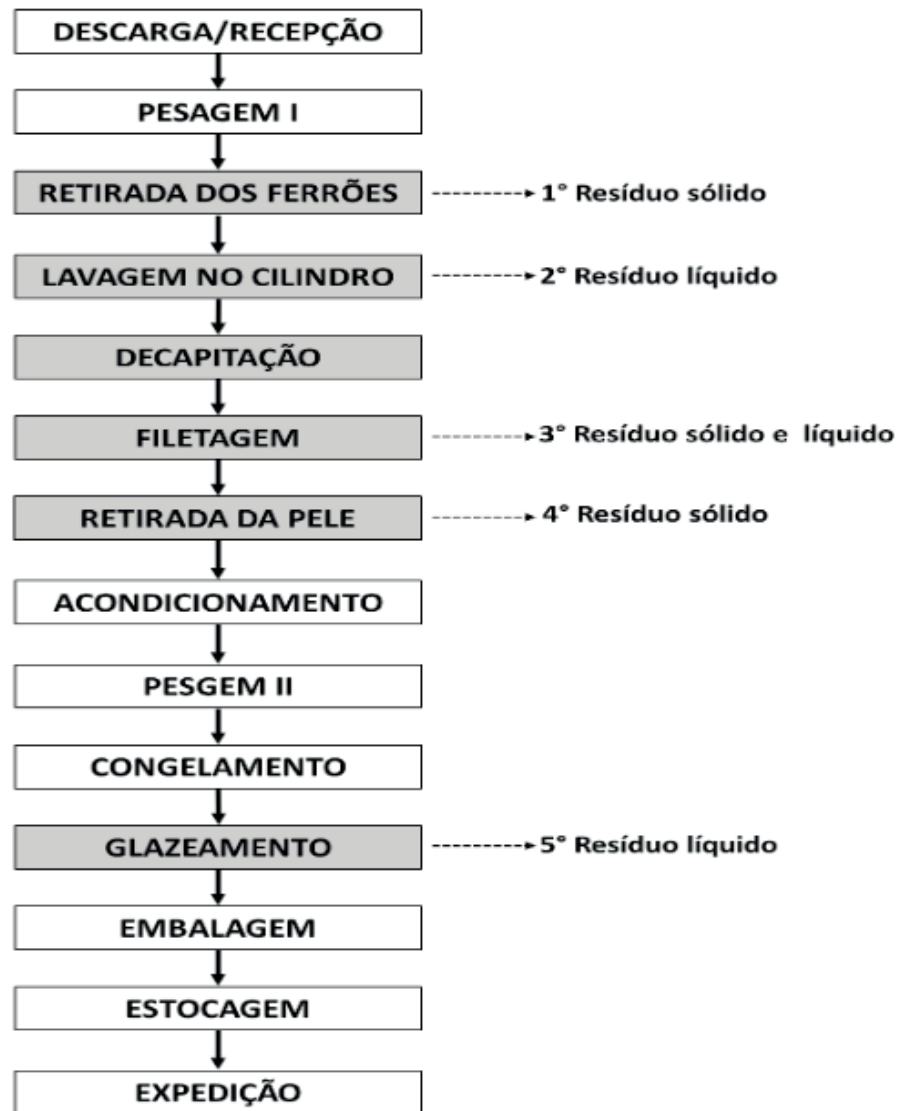 DESCARGA/RECEPÇÃO
PESAGEM I
RETIRADA DOS FERRÕES
1° Resíduo sólido
LAVAGEM NO CILINDRO
2° Resíduo líquido
DECAPITAÇÃO
FILETAGEM
3° Resíduo sólido e líquido
RETIRADA DA PELE
4° Resíduo sólido
ACONDICIONAMENTO
PESGEM II
CONGELAMENTO
GLAZEAMENTO
5° Resíduo líquido
EMBALAGEM
ESTOCAGEM
EXPEDIÇÃO